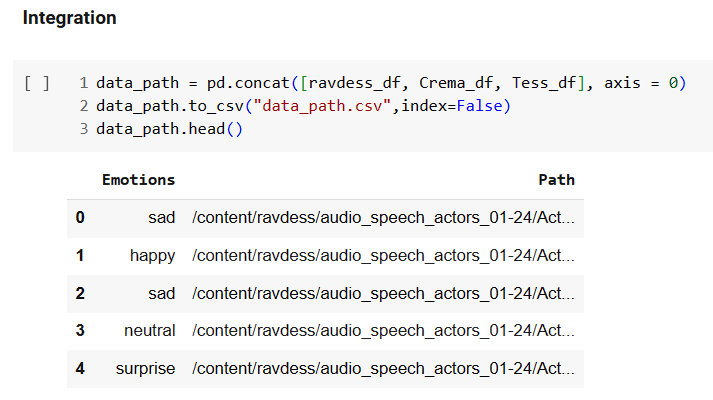 Integration
[ ] 1 data_path = pd.concat([ravdess_df, Crema_df, Tess_df], axis = 0)
2 data_path.to_csv("data_path.csv",index=False)
3 data_path.head()
Emotions Path
0 sad /content/ravdess/audio_speech_actors_01-24/Act...
1 happy /content/ravdess/audio_speech_actors_01-24/Act...
2 sad /content/ravdess/audio_speech_actors_01-24/Act...
3 neutral /content/ravdess/audio_speech_actors_01-24/Act...
4 surprise /content/ravdess/audio_speech_actors_01-24/Act...